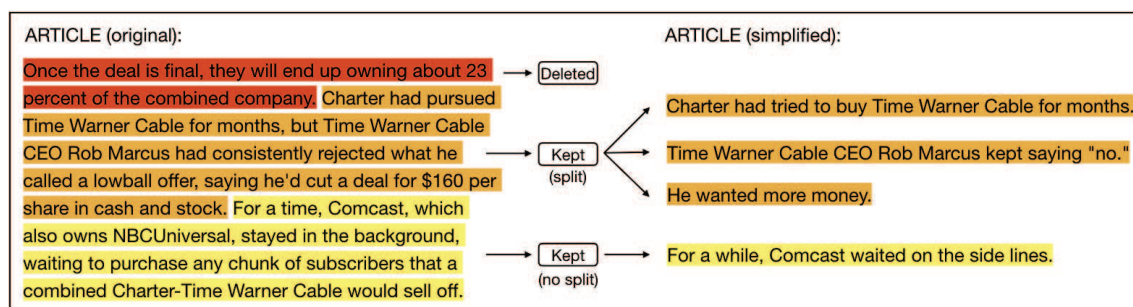 ARTICLE (original):
Once the deal is final, they will end up owning about 23
percent of the combined company. Charter had pursued
Time Warner Cable for months, but Time Warner Cable
CEO Rob Marcus had consistently rejected what he
called a lowball offer, saying he'd cut a deal for $160 per
share in cash and stock. For a time, Comcast, which
also owns NBCUniversal, stayed in the background,
waiting to purchase any chunk of subscribers that a
combined Charter-Time Warner Cable would sell off.
Deleted
Kept
(split)
Kept
(no split)
ARTICLE (simplified):
Charter had tried to buy Time Warner Cable for months.
Time Warner Cable CEO Rob Marcus kept saying "no."
He wanted more money.
For a while, Comcast waited on the side lines.